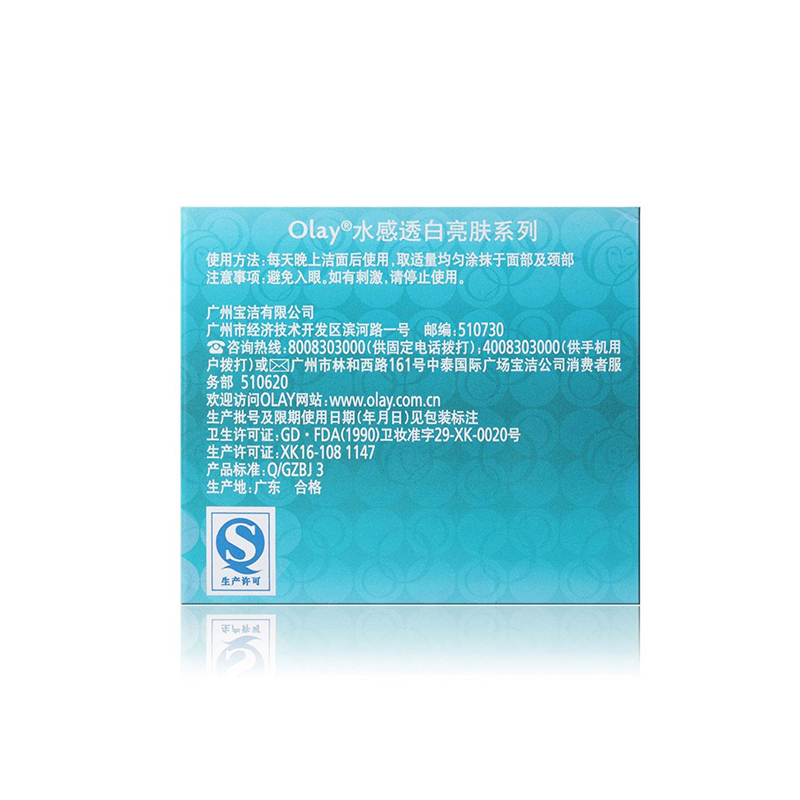 Olay®水感透白亮肤系列
使用方法:每天晚上洁面后使用,取适量均匀涂抹于面部及颈部
注意事项:避免入眼。如有刺激,请停止使用。
广州宝洁有限公司
广州市经济技术开发区滨河路一号 邮编:510730
☎咨询热线:8008303000(供固定电话拨打);4008303000(供手机用
户拨打)或✉广州市林和西路161号中泰国际广场宝洁公司消费者服
务部 510620
欢迎访问OLAY网站:www.olay.com.cn
生产批号及限期使用日期(年月日)见包装标注
卫生许可证:GD·FDA(1990)卫妆准字29-XK-0020号
生产许可证:XK16-108 1147
产品标准:Q/GZBJ 3
生产地:广东 合格
生产许可